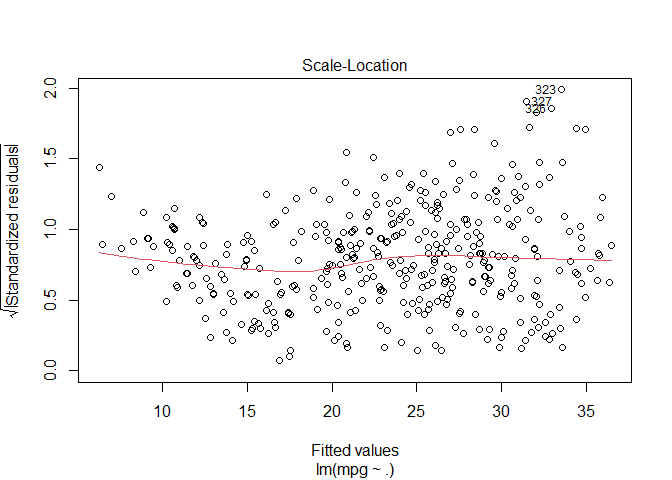 Scale-Location
√|Standardized residuals|
2.0
1.5
1.0
0.5
0.0
323
327
326
10 15 20 25 30 35
Fitted values
lm(mpg ~ .)